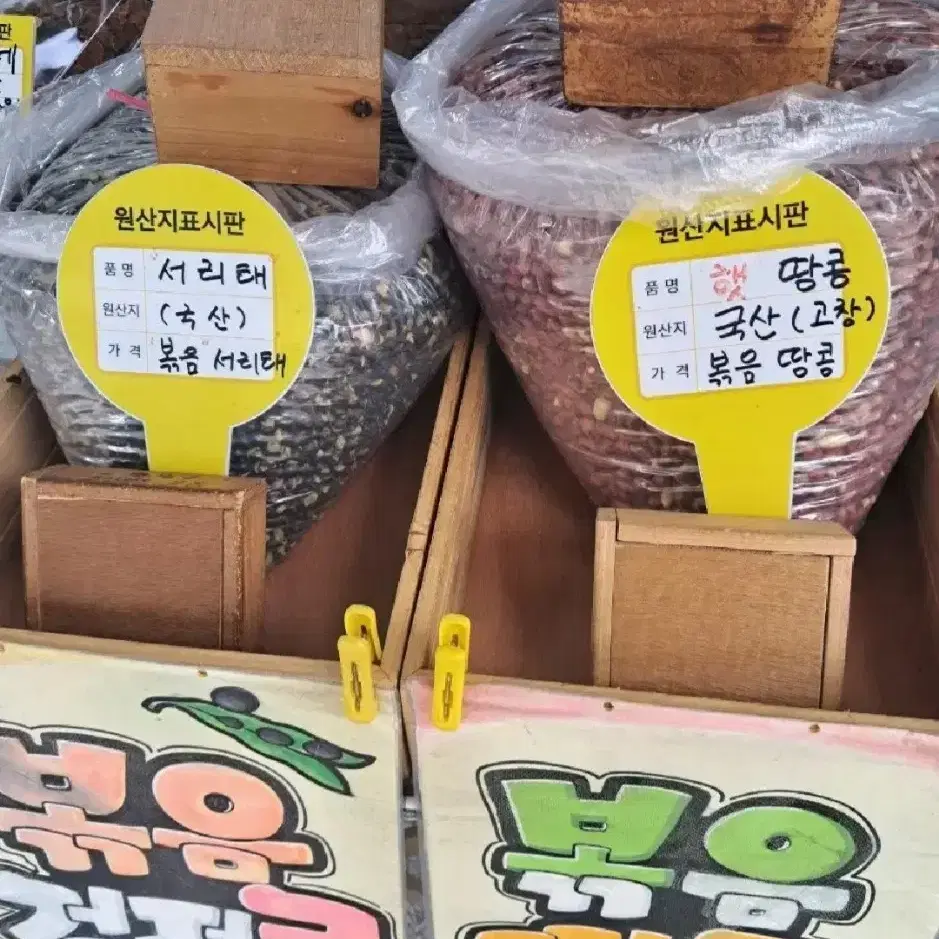 원산지표시판
품 명 서리태
원산지 (국산)
가 격 볶음 서리태
원산지표시판
품 명 햇 땅콩
원산지 국산(고창)
가 격 볶음 땅콩
볶음
볶음